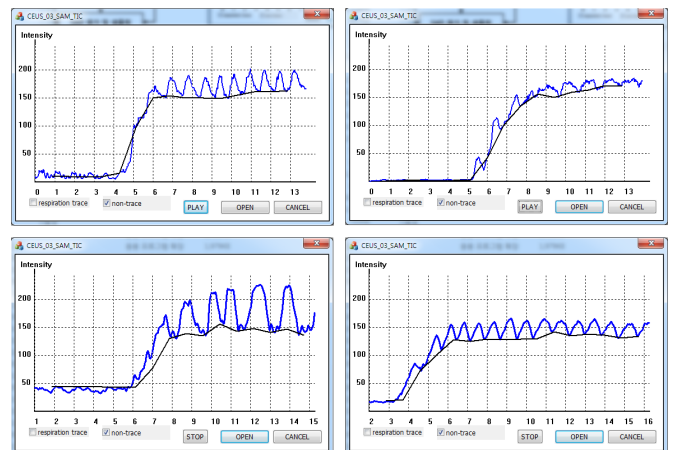 CEUS_03_SAM_TIC
Intensity
200
150
100
50
0 1 2 3 4 5 6 7 8 9 10 11 12 13
respiration trace non-trace PLAY OPEN CANCEL
CEUS_03_SAM_TIC
Intensity
200
150
100
50
0 1 2 3 4 5 6 7 8 9 10 11 12 13
respiration trace non-trace PLAY OPEN CANCEL
CEUS_03_SAM_TIC
Intensity
200
150
100
50
1 2 3 4 5 6 7 8 9 10 11 12 13 14 15
respiration trace non-trace STOP OPEN CANCEL
CEUS_03_SAM_TIC
Intensity
200
150
100
50
2 3 4 5 6 7 8 9 10 11 12 13 14 15 16
respiration trace non-trace STOP OPEN CANCEL